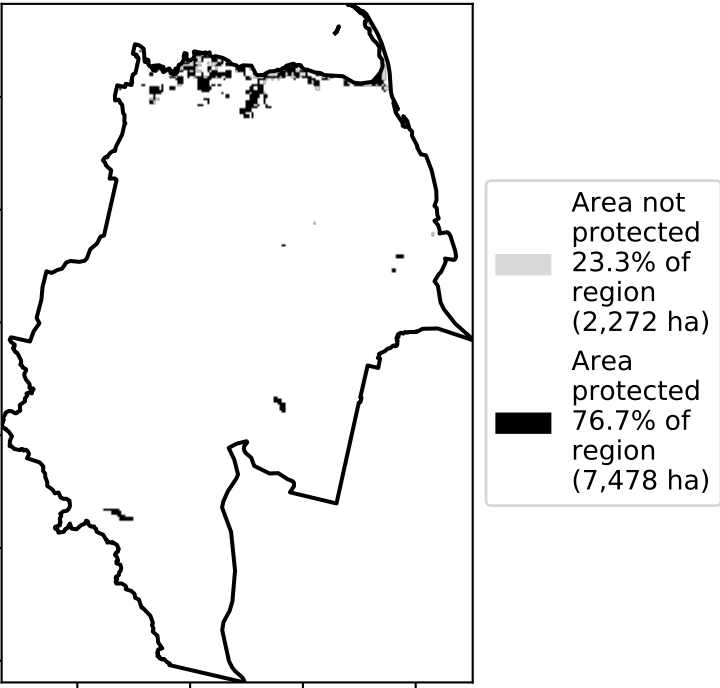 Area not
protected
23.3% of
region
(2,272 ha)
Area
protected
76.7% of
region
(7,478 ha)